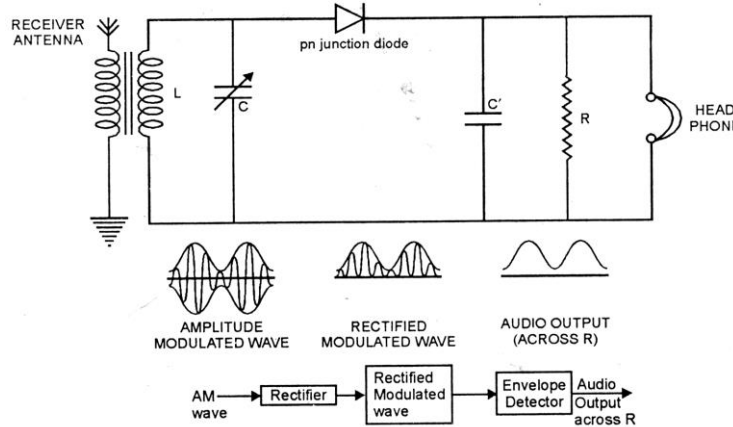 RECEIVER
ANTENNA
pn junction diode
L
C
C'
R
HEAD
PHONE
AMPLITUDE
MODULATED WAVE
RECTIFIED
MODULATED WAVE
AUDIO OUTPUT
(ACROSS R)
AM
wave
Rectifier
Rectified
Modulated
wave
Envelope
Detector
Audio
Output
across R